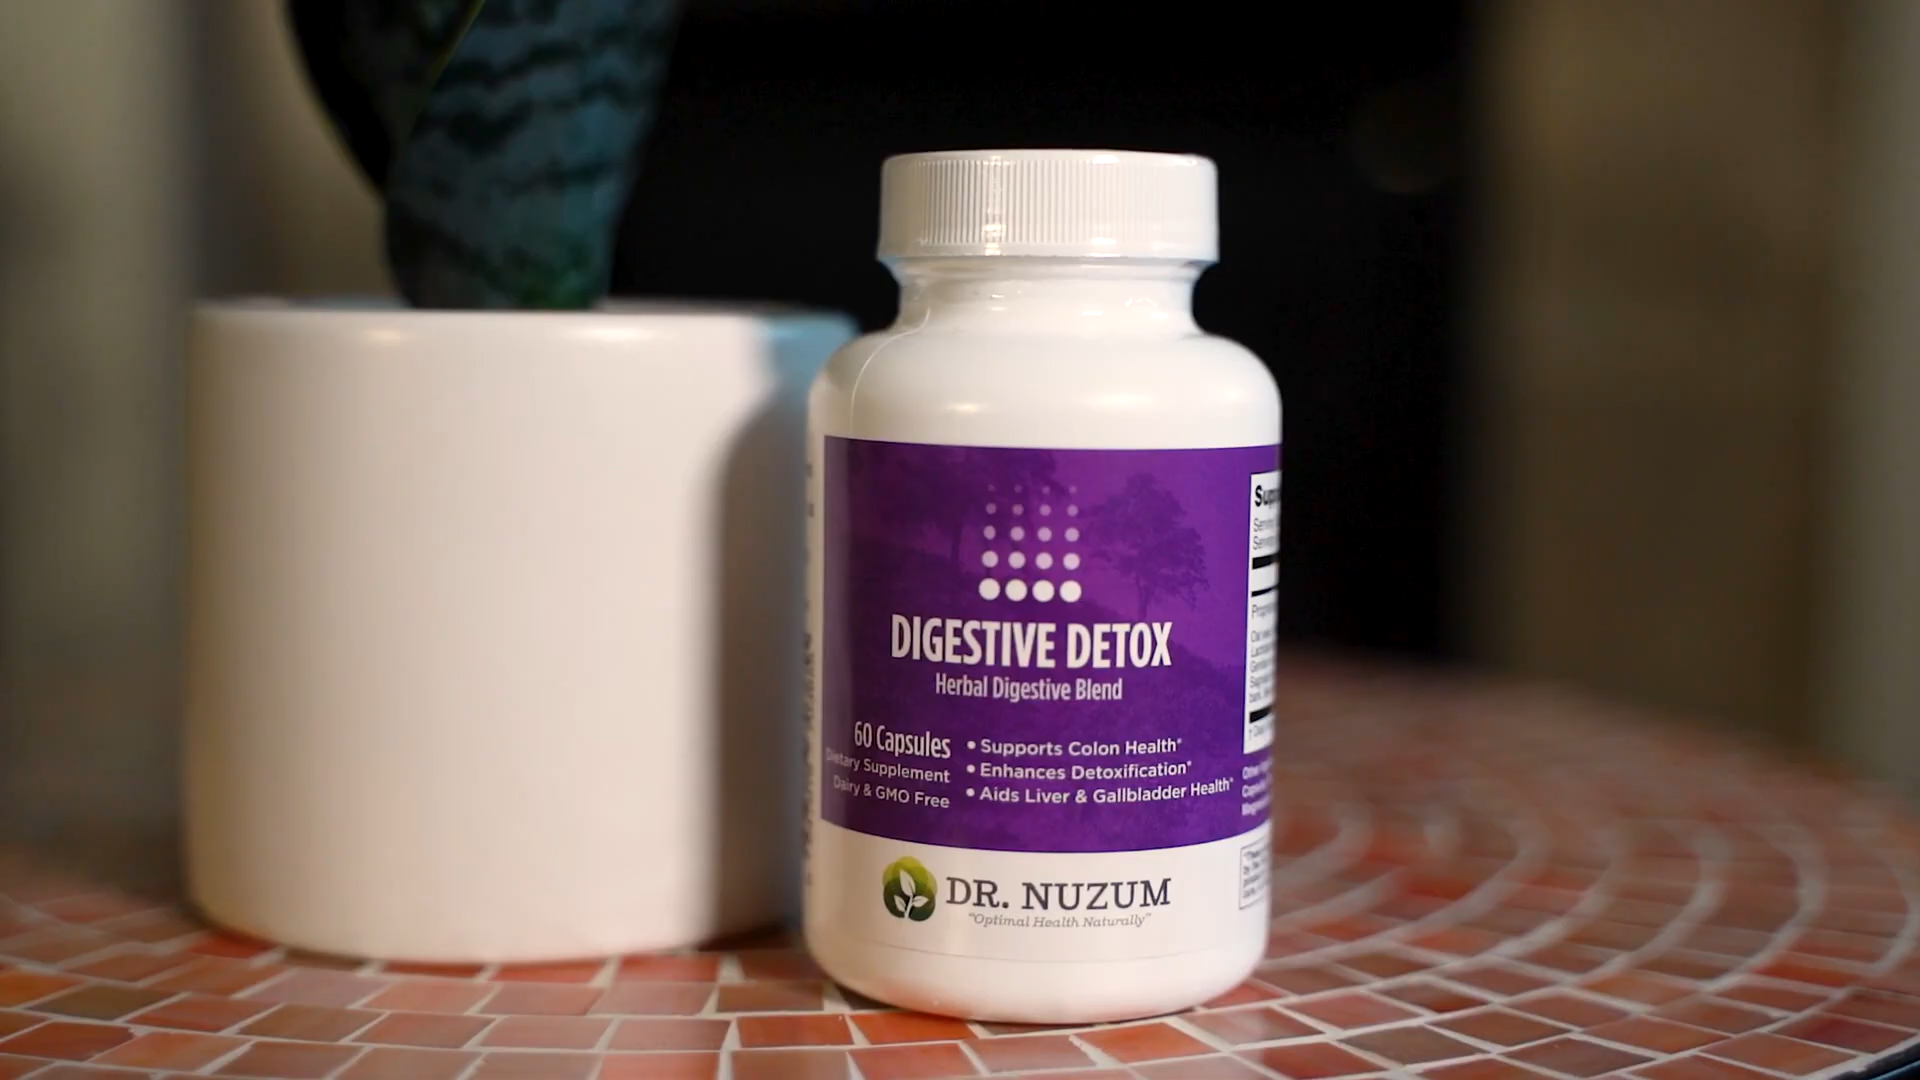 DIGESTIVE DETOX
Herbal Digestive Blend
60 Capsules
Dietary Supplement
Dairy & GMO Free
• Supports Colon Health*
• Enhances Detoxification*
• Aids Liver & Gallbladder Health*
DR. NUZUM
"Optimal Health Naturally"